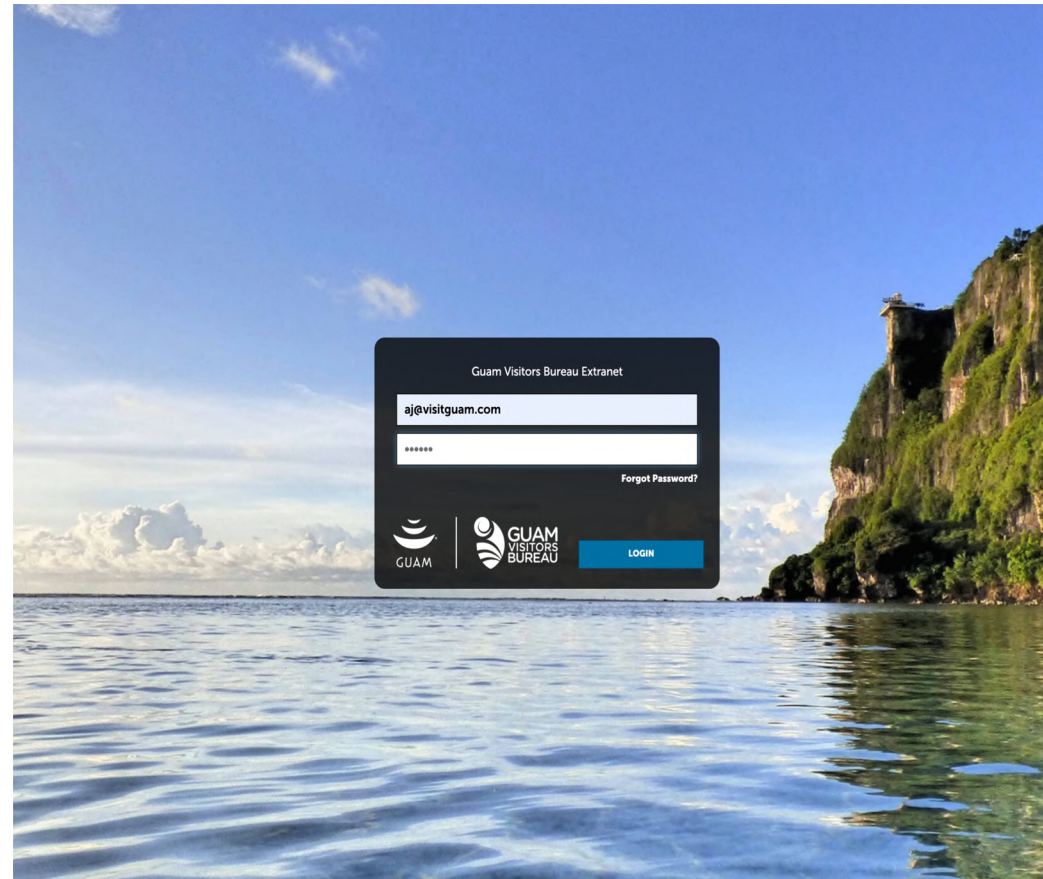 Guam Visitors Bureau Extranet
aj@visitguam.com
••••••
Forgot Password?
GUAM
GUAM
VISITORS
BUREAU
LOGIN